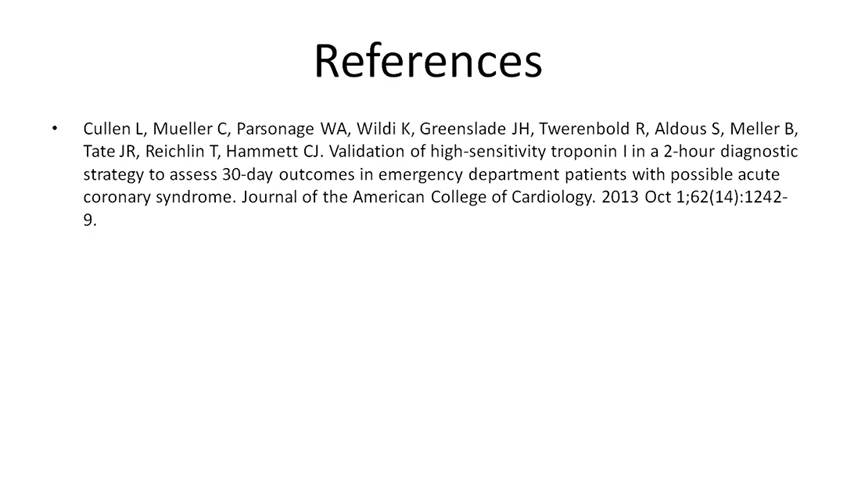 References
• Cullen L, Mueller C, Parsonage WA, Wildi K, Greenslade JH, Twerenbold R, Aldous S, Meller B,
Tate JR, Reichlin T, Hammett CJ. Validation of high-sensitivity troponin I in a 2-hour diagnostic
strategy to assess 30-day outcomes in emergency department patients with possible acute
coronary syndrome. Journal of the American College of Cardiology. 2013 Oct 1;62(14):1242-
9.